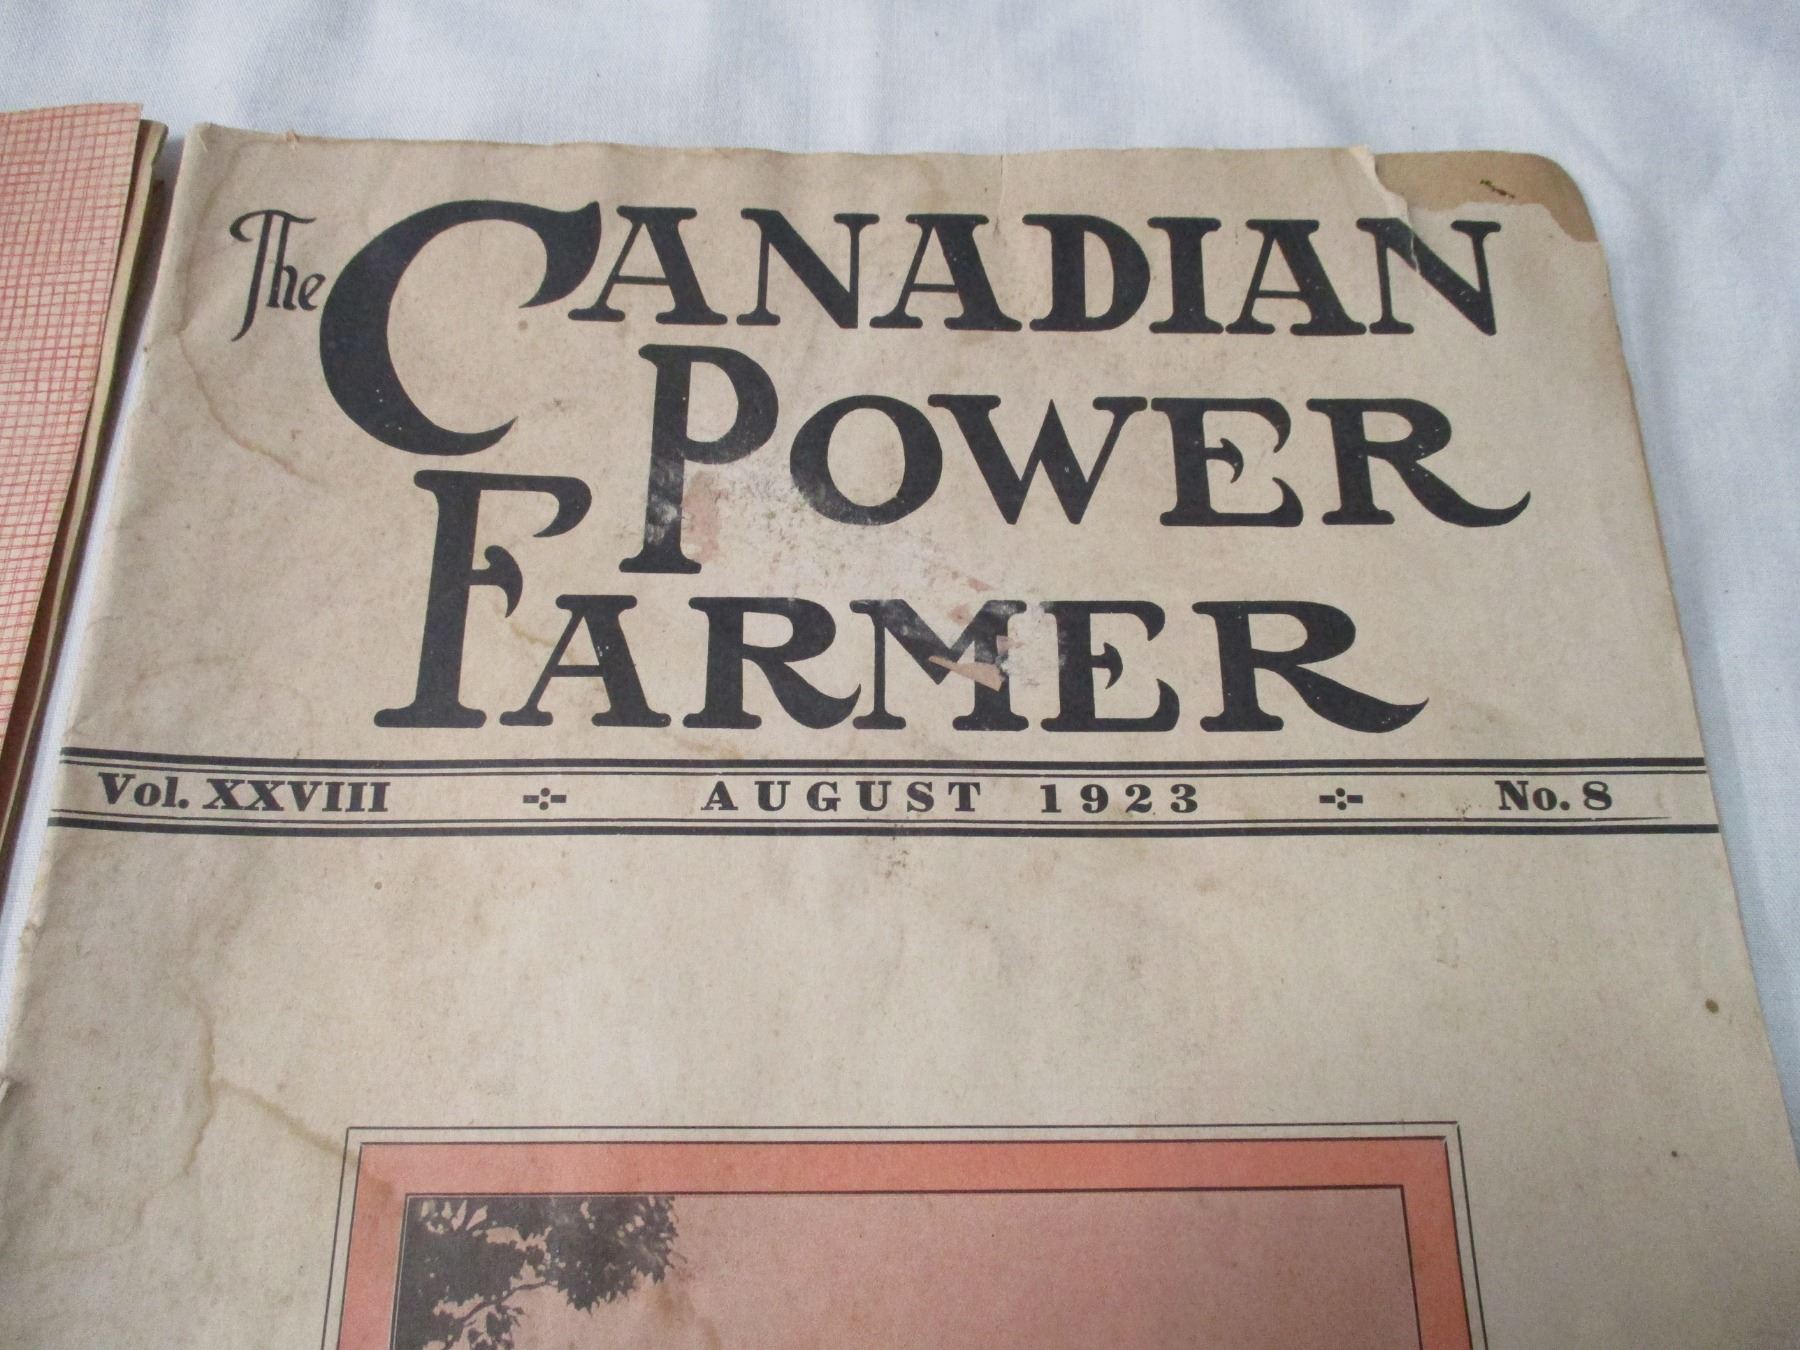 The CANADIAN
POWER
FARMER
Vol. XXVIII -:- AUGUST 1923 -:- No. 8